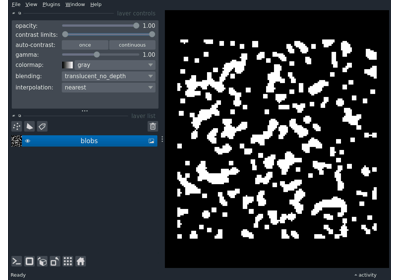 File View Plugins Window Help
layer controls
opacity: 1.00
contrast limits:
auto-contrast: once continuous
gamma: 1.00
colormap: gray
blending: translucent_no_depth
interpolation: nearest
layer list
blobs
Ready activity